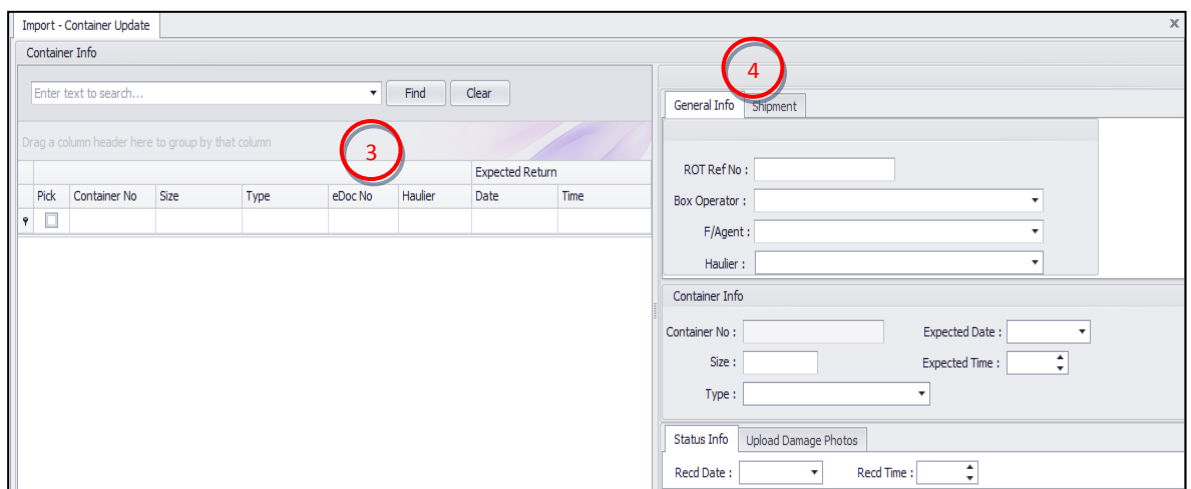 Import - Container Update
x
Container Info
Enter text to search...
Find
Clear
Drag a column header here to group by that column
3
Expected Return
Pick
Container No
Size
Type
eDoc No
Haulier
Date
Time
4
General Info
Shipment
ROT Ref No :
Box Operator :
F/Agent :
Haulier :
Container Info
Container No :
Expected Date :
Size :
Expected Time :
Type :
Status Info
Upload Damage Photos
Recd Date :
Recd Time :